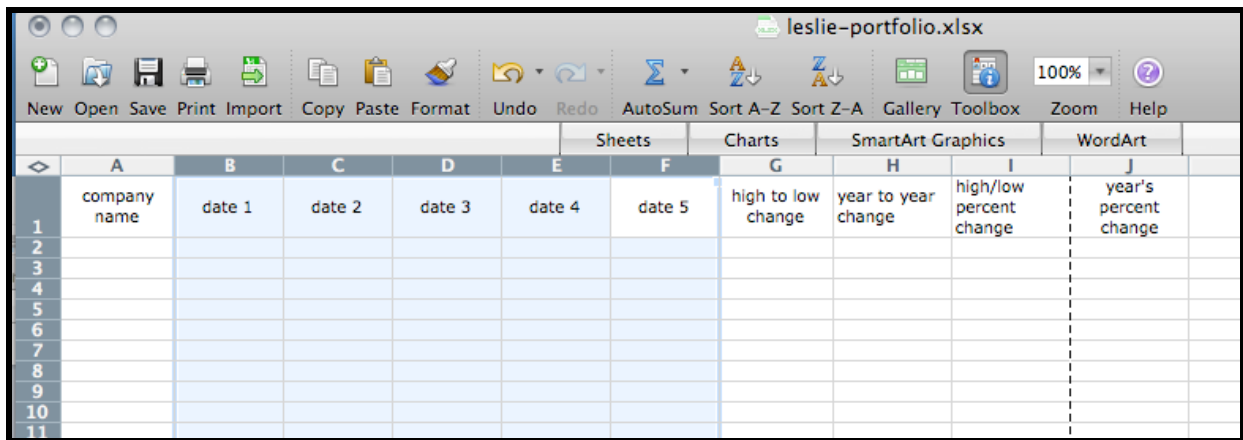 leslie-portfolio.xlsx
100%
New Open Save Print Import Copy Paste Format Undo Redo AutoSum Sort A-Z Sort Z-A Gallery Toolbox Zoom Help
Sheets Charts SmartArt Graphics WordArt
A B C D E F G H I J
1 company name date 1 date 2 date 3 date 4 date 5 high to low change year to year change high/low percent change year's percent change
2
3
4
5
6
7
8
9
10
11